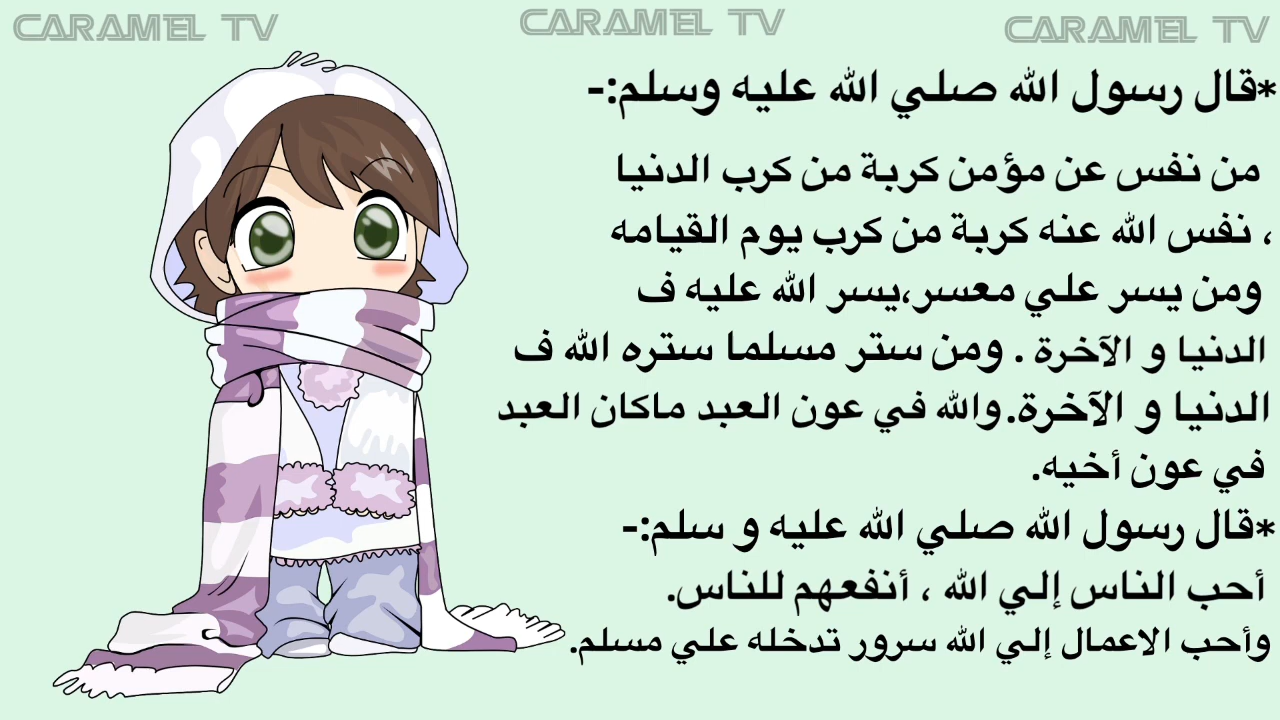 CARAMEL TV CARAMEL TV CARAMEL TV
*قال رسول الله صلي الله عليه وسلم:-
من نفس عن مؤمن كربة من كرب الدنيا
، نفس الله عنه كربة من كرب يوم القيامه
ومن يسر علي معسر،يسر الله عليه ف
الدنيا و الآخرة . ومن ستر مسلما ستره الله ف
الدنيا و الآخرة.والله في عون العبد ماكان العبد
في عون أخيه.
*قال رسول الله صلي الله عليه و سلم:-
أحب الناس إلي الله ، أنفعهم للناس.
وأحب الاعمال إلي الله سرور تدخله علي مسلم.